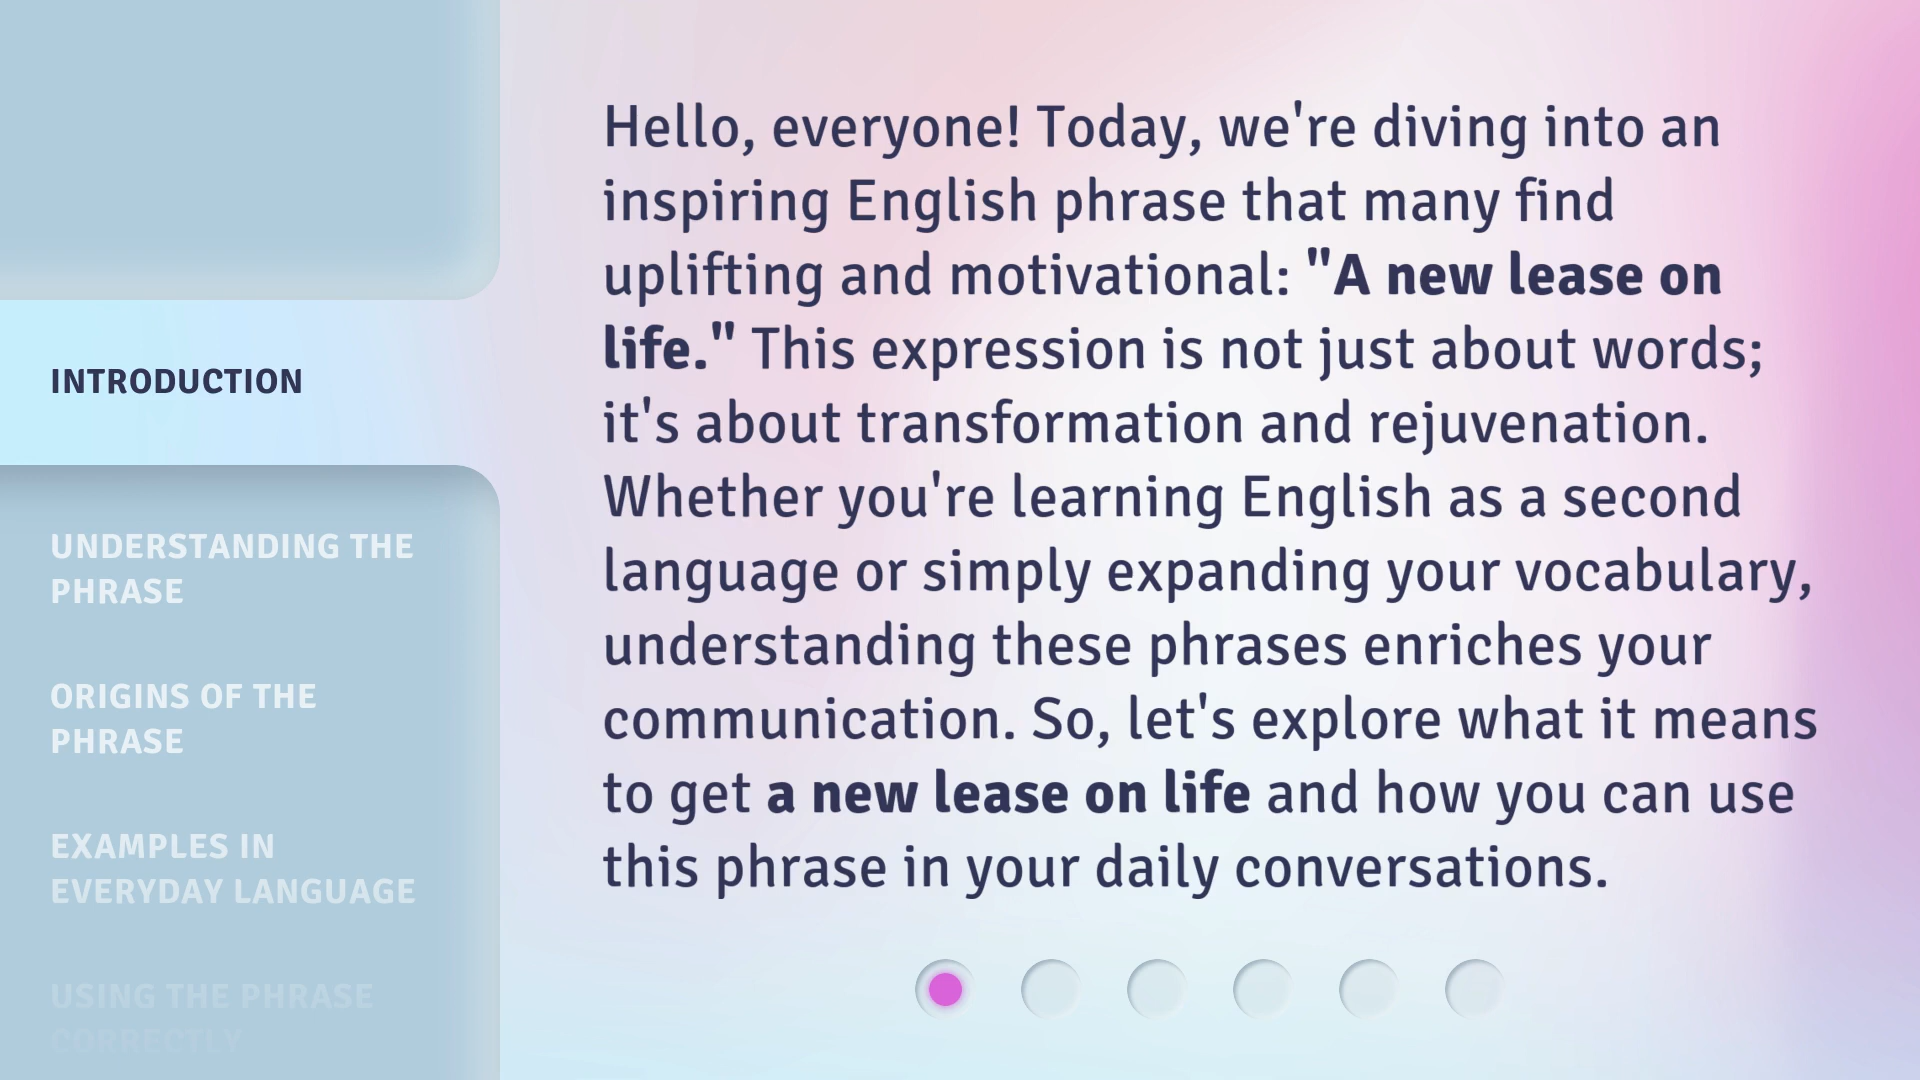 INTRODUCTION
UNDERSTANDING THE
PHRASE
ORIGINS OF THE
PHRASE
EXAMPLES IN
EVERYDAY LANGUAGE
USING THE PHRASE
CORRECTLY
Hello, everyone! Today, we're diving into an
inspiring English phrase that many find
uplifting and motivational: "A new lease on
life." This expression is not just about words;
it's about transformation and rejuvenation.
Whether you're learning English as a second
language or simply expanding your vocabulary,
understanding these phrases enriches your
communication. So, let's explore what it means
to get a new lease on life and how you can use
this phrase in your daily conversations.